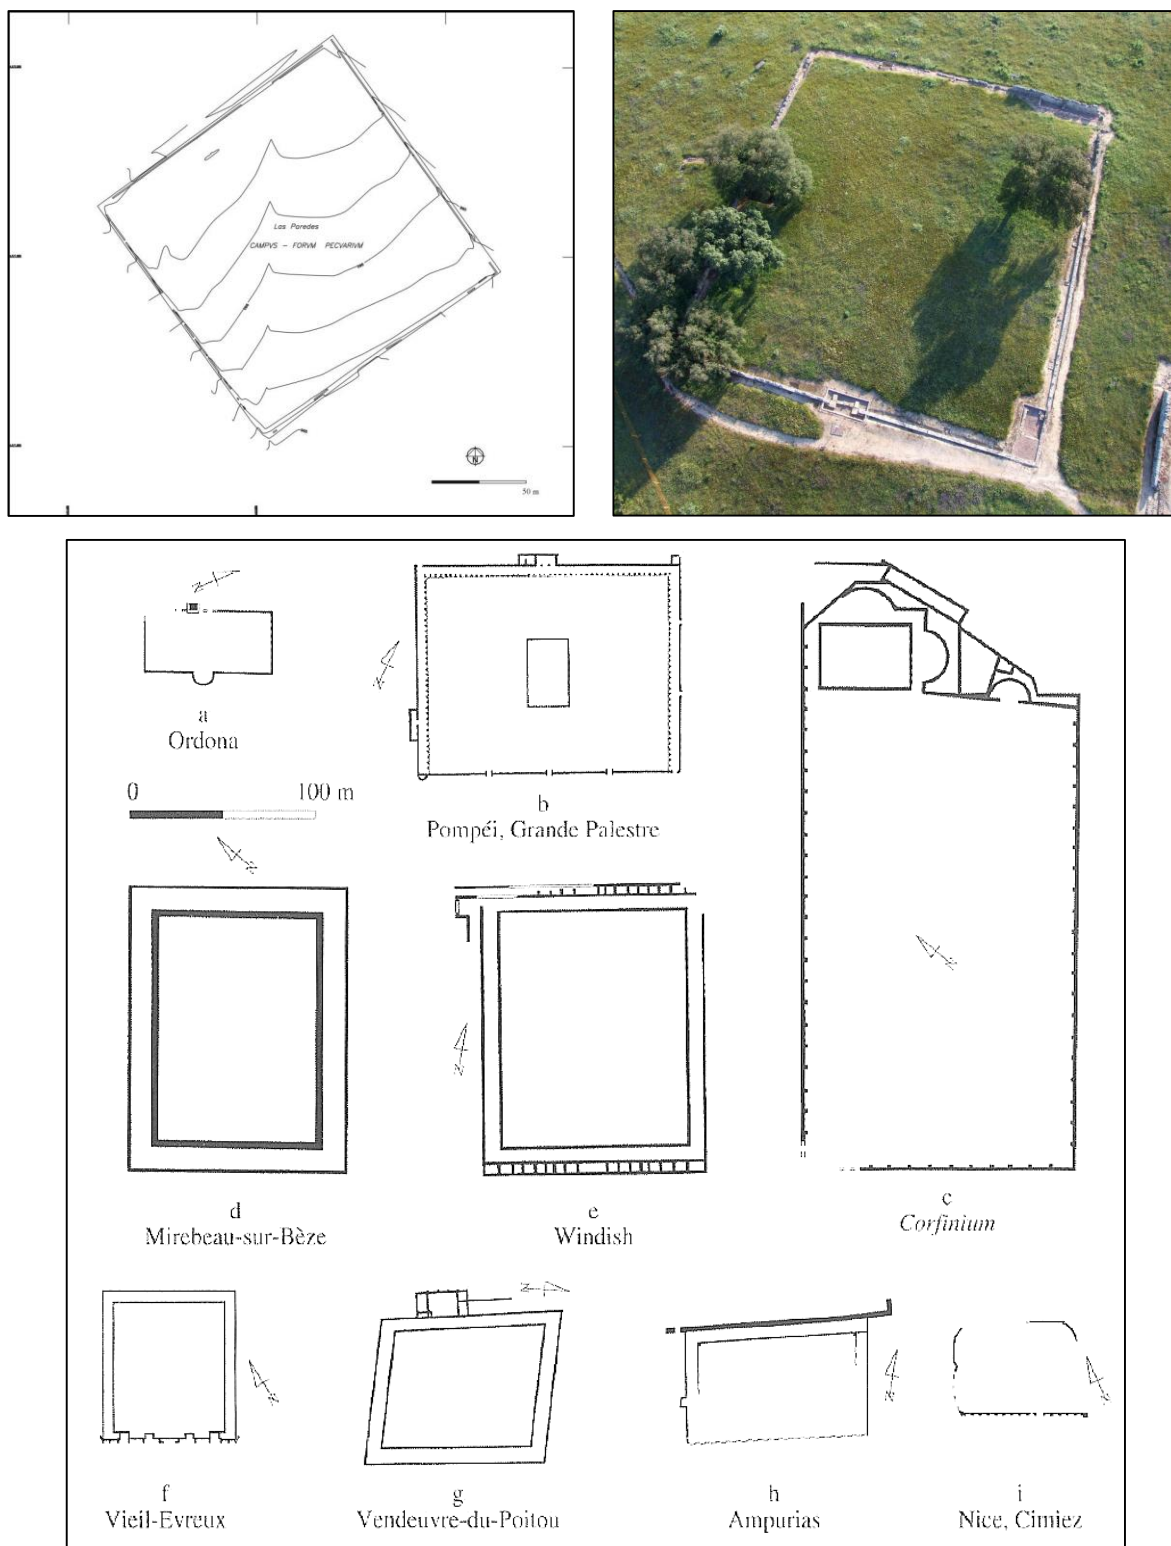 Las Paredes
CAMPVS – FORVM PECVARIVM
N
50 m
N
a
Ordona
0 100 m
N
b
Pompéi, Grande Palestre
N
N
d
Mirebeau-sur-Bèze
N
e
Windish
N
c
Corfinium
N
f
Vieil-Evreux
N
g
Vendeuvre-du-Poitou
N
h
Ampurias
N
i
Nice, Cimiez